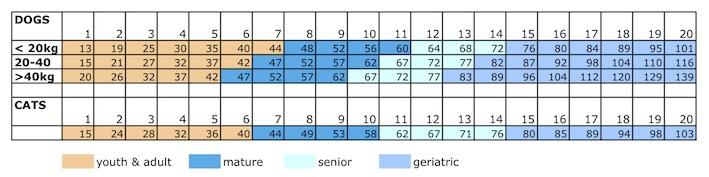 DOGS
1 2 3 4 5 6 7 8 9 10 11 12 13 14 15 16 17 18 19 20
< 20kg 13 19 25 30 35 40 44 48 52 56 60 64 68 72 76 80 84 89 95 101
20-40 15 21 27 32 37 42 47 52 57 62 67 72 77 82 87 92 98 104 110 116
>40kg 20 26 32 37 42 47 52 57 62 67 72 77 83 89 96 104 112 120 129 139
CATS
1 2 3 4 5 6 7 8 9 10 11 12 13 14 15 16 17 18 19 20
15 24 28 32 36 40 44 49 53 58 62 67 71 76 80 85 89 94 98 103
youth & adult mature senior geriatric